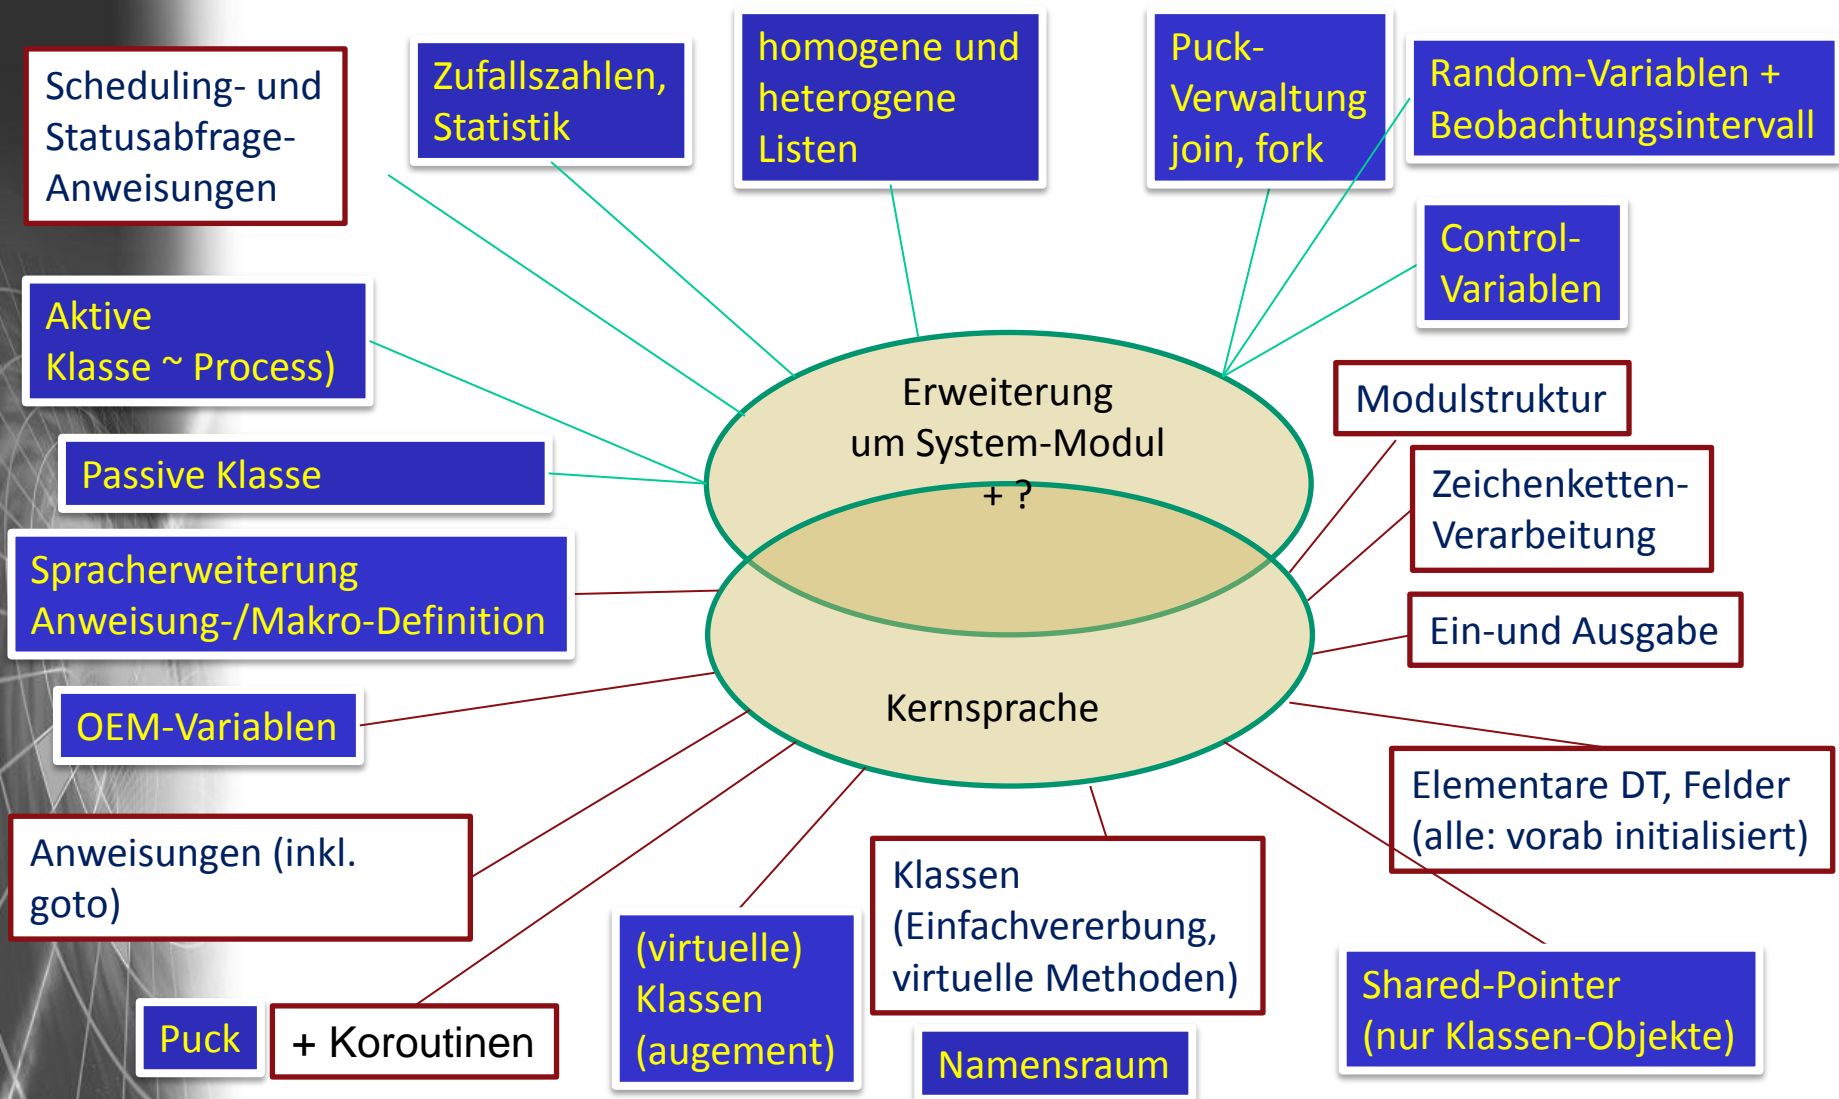 Scheduling- und
Statusabfrage-
Anweisungen
Zufallszahlen,
Statistik
homogene und
heterogene
Listen
Puck-
Verwaltung
join, fork
Random-Variablen +
Beobachtungsintervall
Control-
Variablen
Aktive
Klasse ~ Process)
Erweiterung
um System-Modul
+ ?
Modulstruktur
Passive Klasse
Zeichenketten-
Verarbeitung
Spracherweiterung
Anweisung-/Makro-Definition
Ein-und Ausgabe
OEM-Variablen
Kernsprache
Elementare DT, Felder
(alle: vorab initialisiert)
Anweisungen (inkl.
goto)
Klassen
(Einfachvererbung,
virtuelle Methoden)
(virtuelle)
Klassen
(augement)
Shared-Pointer
(nur Klassen-Objekte)
Puck
+ Koroutinen
Namensraum